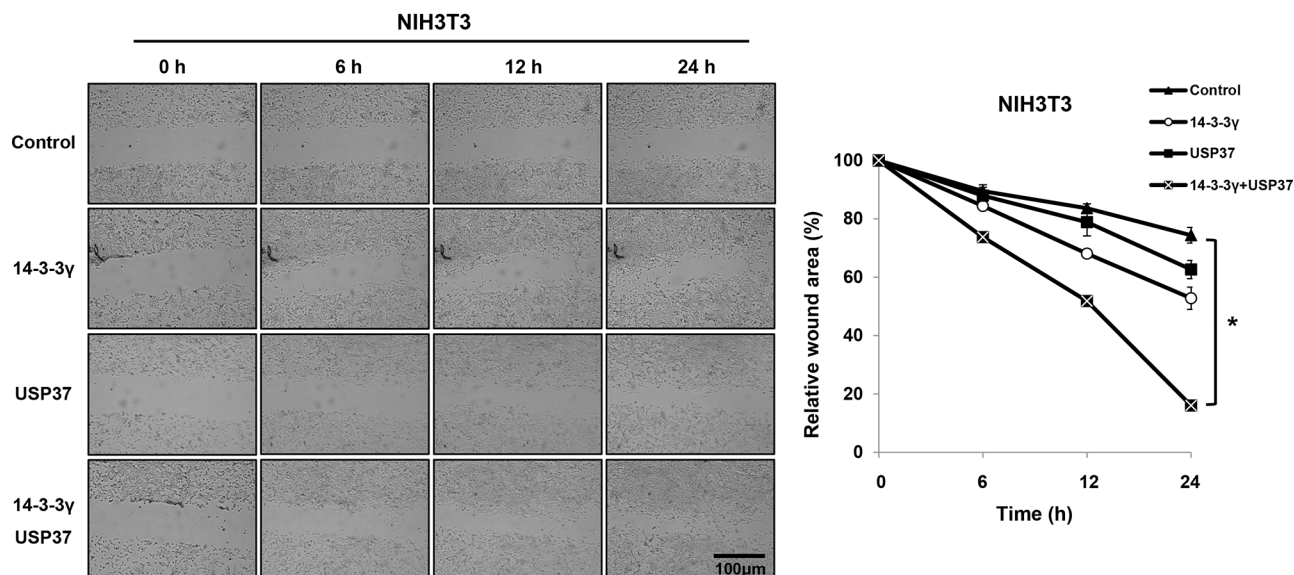 NIH3T3
0 h 6 h 12 h 24 h
Control
14-3-3γ
USP37
14-3-3γ
USP37
100μm
NIH3T3
Control
14-3-3γ
USP37
14-3-3γ+USP37
Relative wound area (%)
100
80
60
40
20
0
*
0 6 12 24
Time (h)